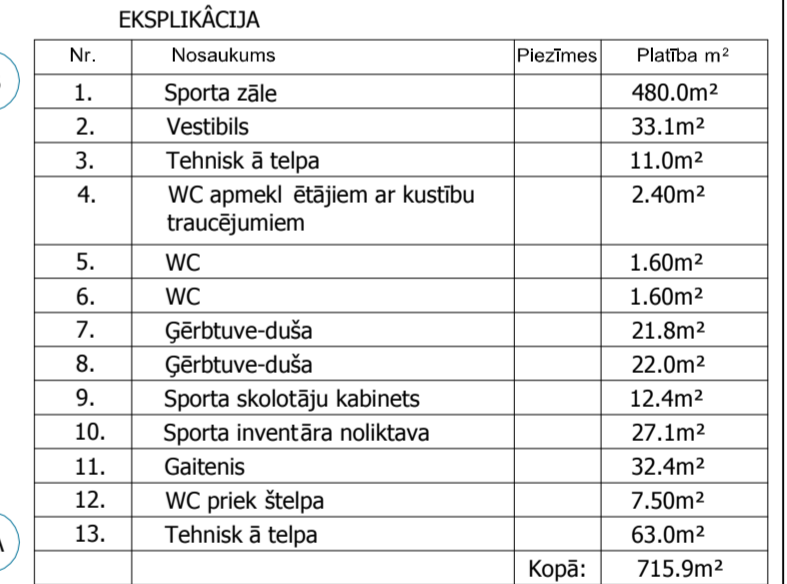 EKSPLIKÂCIJA
Nr. Nosaukums Piezīmes Platība m²
1. Sporta zāle 480.0m²
2. Vestibils 33.1m²
3. Tehnisk ā telpa 11.0m²
4. WC apmekl ētājiem ar kustību 2.40m²
traucējumiem
5. WC 1.60m²
6. WC 1.60m²
7. Ģērbtuve-duša 21.8m²
8. Ģērbtuve-duša 22.0m²
9. Sporta skolotāju kabinets 12.4m²
10. Sporta inventāra noliktava 27.1m²
11. Gaitenis 32.4m²
12. WC priek štelpa 7.50m²
13. Tehnisk ā telpa 63.0m²
Kopā: 715.9m²